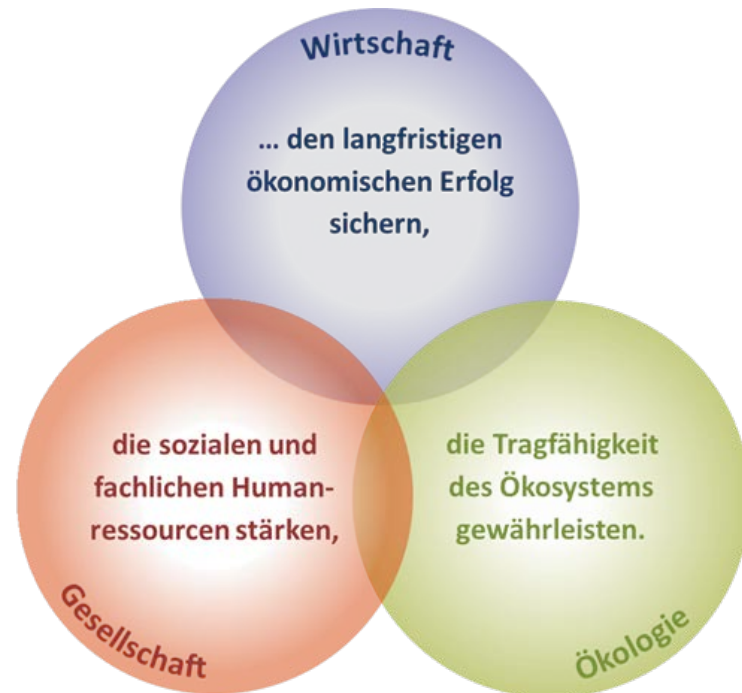 Wirtschaft
... den langfristigen
ökonomischen Erfolg
sichern,
die sozialen und
fachlichen Human-
ressourcen stärken,
Gesellschaft
die Tragfähigkeit
des Ökosystems
gewährleisten.
Ökologie